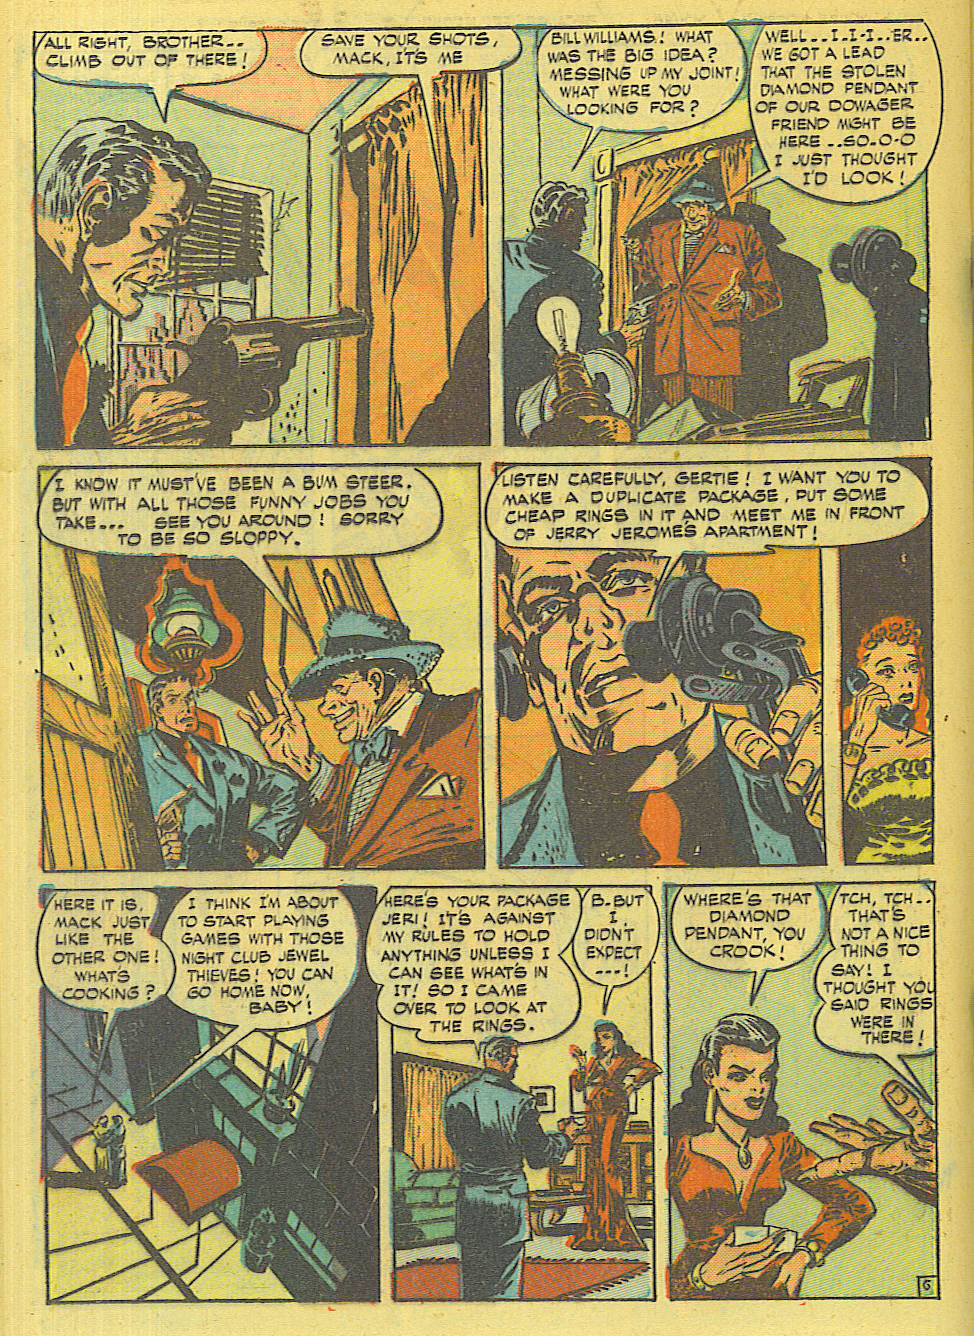 ALL RIGHT, BROTHER..
CLIMB OUT OF THERE!
SAVE YOUR SHOTS,
MACK, IT'S ME
BILL WILLIAMS! WHAT
WAS THE BIG IDEA?
MESSING UP MY JOINT!
WHAT WERE YOU
LOOKING FOR?
WELL..I-I-I..ER..
WE GOT A LEAD
THAT THE STOLEN
DIAMOND PENDANT
OF OUR DOWAGER
FRIEND MIGHT BE
HERE..SO-O-O
I JUST THOUGHT
I'D LOOK!
I KNOW IT MUST'VE BEEN A BUM STEER.
BUT WITH ALL THOSE FUNNY JOBS YOU
TAKE... SEE YOU AROUND! SORRY
TO BE SO SLOPPY.
LISTEN CAREFULLY, GERTIE! I WANT YOU TO
MAKE A DUPLICATE PACKAGE, PUT SOME
CHEAP RINGS IN IT AND MEET ME IN FRONT
OF JERRY JEROME'S APARTMENT!
HERE IT IS,
MACK JUST
LIKE THE
OTHER ONE!
WHAT'S
COOKING?
I THINK I'M ABOUT
TO START PLAYING
GAMES WITH THOSE
NIGHT CLUB JEWEL
THIEVES! YOU CAN
GO HOME NOW,
BABY!
HERE'S YOUR PACKAGE
JERI! IT'S AGAINST
MY RULES TO HOLD
ANYTHING UNLESS I
CAN SEE WHAT'S IN
IT! SO I CAME
OVER TO LOOK AT
THE RINGS.
B-BUT
I
DIDN'T
EXPECT
---!
WHERE'S THAT
DIAMOND
PENDANT, YOU
CROOK!
TCH, TCH..
THAT'S
NOT A NICE
THING TO
SAY! I
THOUGHT YOU
SAID RINGS
WERE IN
THERE!
6